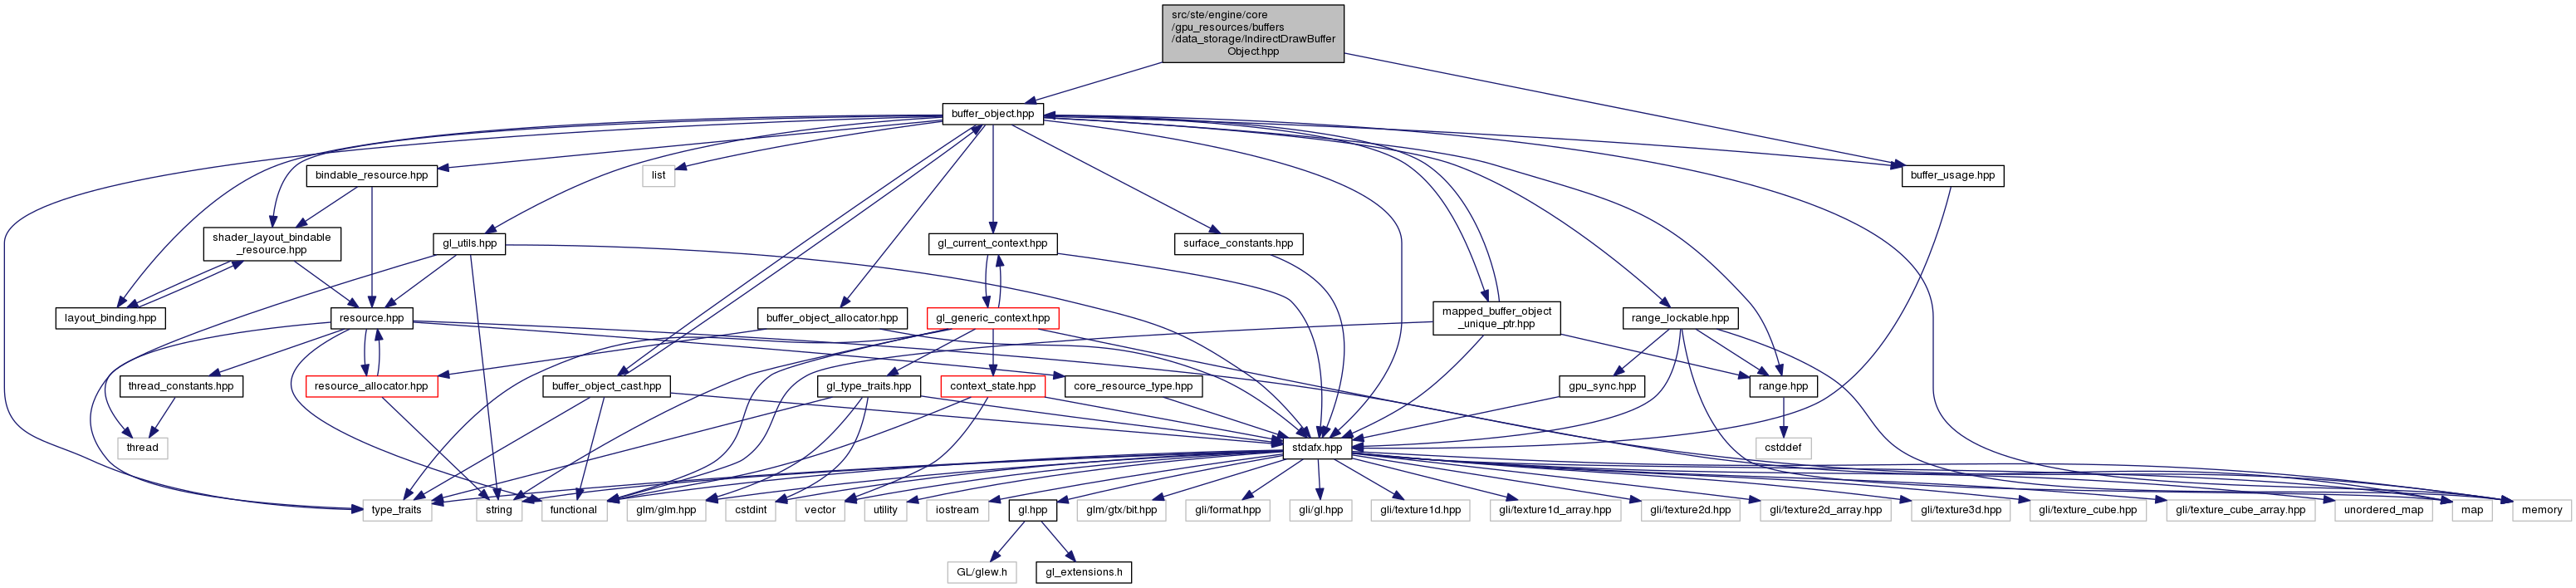 src/ste/engine/core
/gpu_resources/buffers
/data_storage/IndirectDrawBuffer
Object.hpp
buffer_object.hpp
bindable_resource.hpp
list
buffer_usage.hpp
shader_layout_bindable
_resource.hpp
gl_utils.hpp
gl_current_context.hpp
surface_constants.hpp
layout_binding.hpp
resource.hpp
buffer_object_allocator.hpp
gl_generic_context.hpp
mapped_buffer_object
_unique_ptr.hpp
range_lockable.hpp
thread_constants.hpp
resource_allocator.hpp
buffer_object_cast.hpp
gl_type_traits.hpp
context_state.hpp
core_resource_type.hpp
gpu_sync.hpp
range.hpp
thread
stdafx.hpp
cstddef
type_traits
string
functional
glm/glm.hpp
cstdint
vector
utility
iostream
gl.hpp
glm/gtx/bit.hpp
gli/format.hpp
gli/gl.hpp
gli/texture1d.hpp
gli/texture1d_array.hpp
gli/texture2d.hpp
gli/texture2d_array.hpp
gli/texture3d.hpp
gli/texture_cube.hpp
gli/texture_cube_array.hpp
unordered_map
map
memory
GL/glew.h
gl_extensions.h